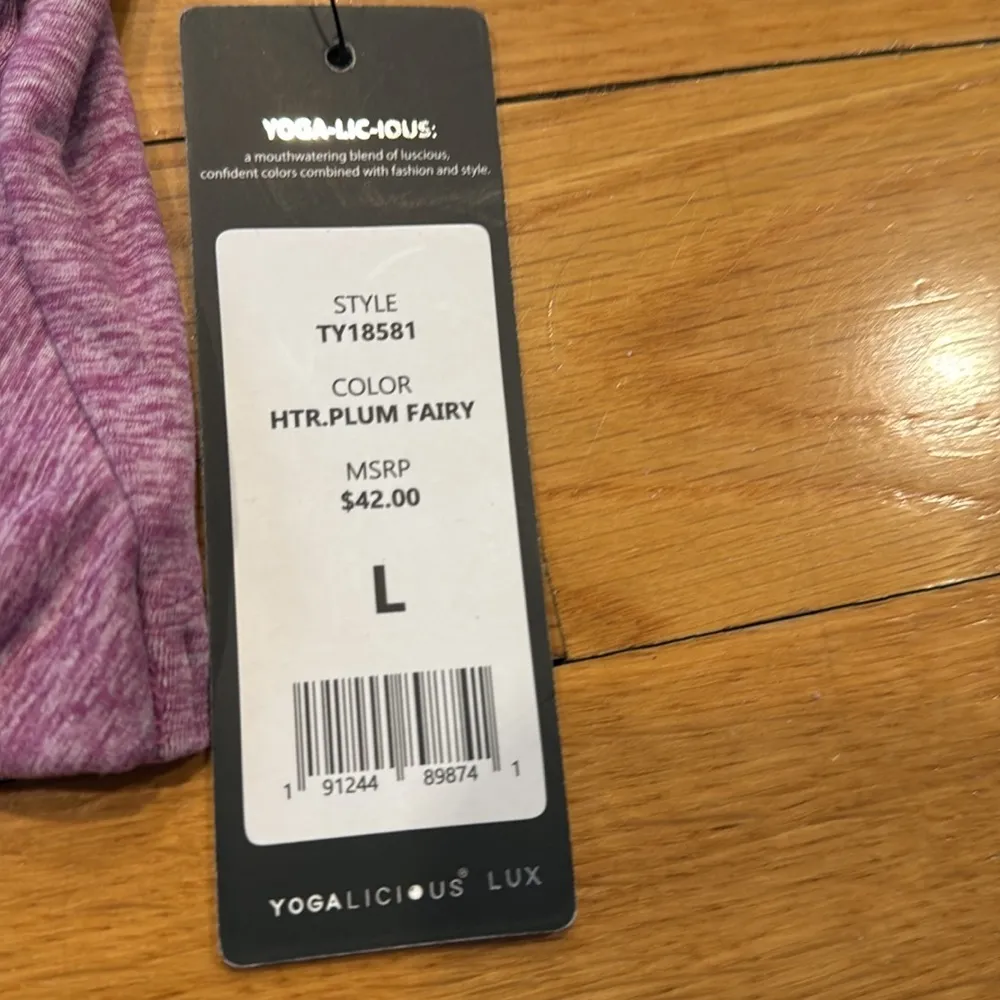 YOGA-LIC-IOUS:
a mouthwatering blend of luscious,
confident colors combined with fashion and style.
STYLE
TY18581
COLOR
HTR.PLUM FAIRY
MSRP
$42.00
L
1 91244 89874 1
YOGALICIOUS® LUX